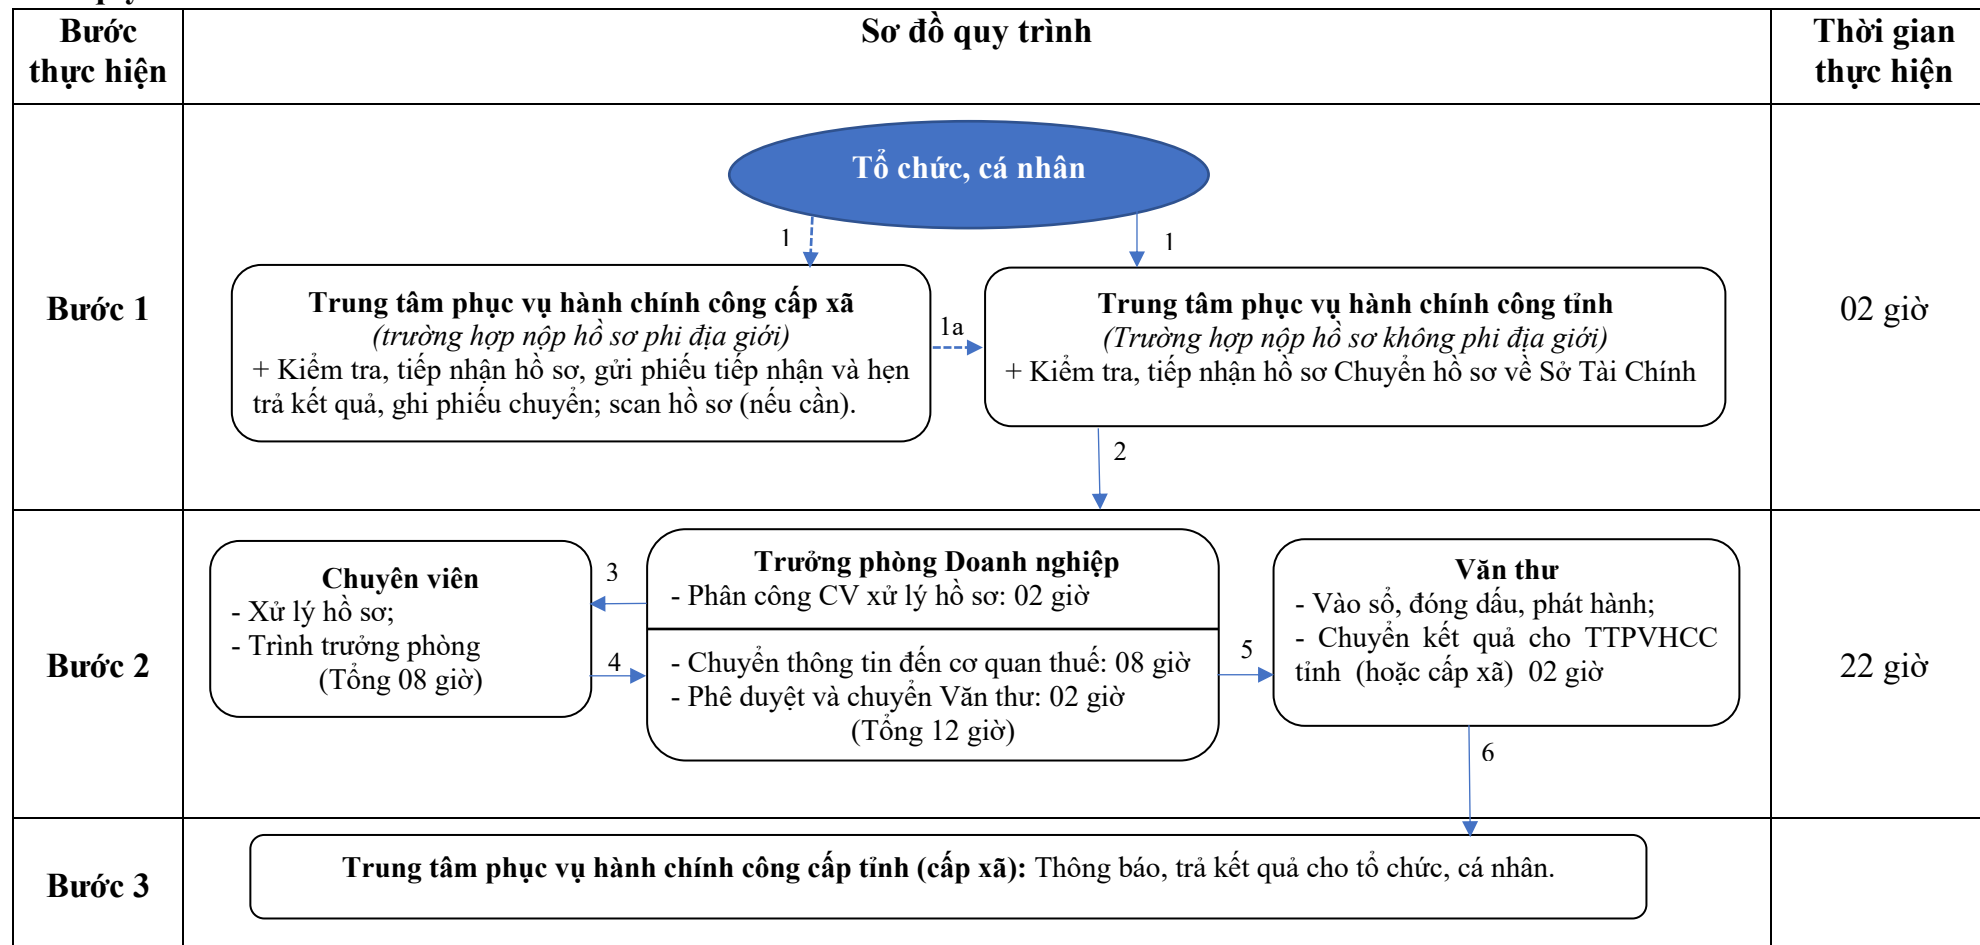 Bước thực hiện
Sơ đồ quy trình
Thời gian thực hiện
Bước 1
Tổ chức, cá nhân
1
1
Trung tâm phục vụ hành chính công cấp xã
(trường hợp nộp hồ sơ phi địa giới)
+ Kiểm tra, tiếp nhận hồ sơ, gửi phiếu tiếp nhận và hẹn
trả kết quả, ghi phiếu chuyển; scan hồ sơ (nếu cần).
1a
Trung tâm phục vụ hành chính công tỉnh
(Trường hợp nộp hồ sơ không phi địa giới)
+ Kiểm tra, tiếp nhận hồ sơ Chuyển hồ sơ về Sở Tài Chính
2
02 giờ
Bước 2
Chuyên viên
- Xử lý hồ sơ;
- Trình trưởng phòng
(Tổng 08 giờ)
3
4
Trưởng phòng Doanh nghiệp
- Phân công CV xử lý hồ sơ: 02 giờ
- Chuyển thông tin đến cơ quan thuế: 08 giờ
- Phê duyệt và chuyển Văn thư: 02 giờ
(Tổng 12 giờ)
5
Văn thư
- Vào sổ, đóng dấu, phát hành;
- Chuyển kết quả cho TTPVHCC
tỉnh (hoặc cấp xã) 02 giờ
6
22 giờ
Bước 3
Trung tâm phục vụ hành chính công cấp tỉnh (cấp xã): Thông báo, trả kết quả cho tổ chức, cá nhân.